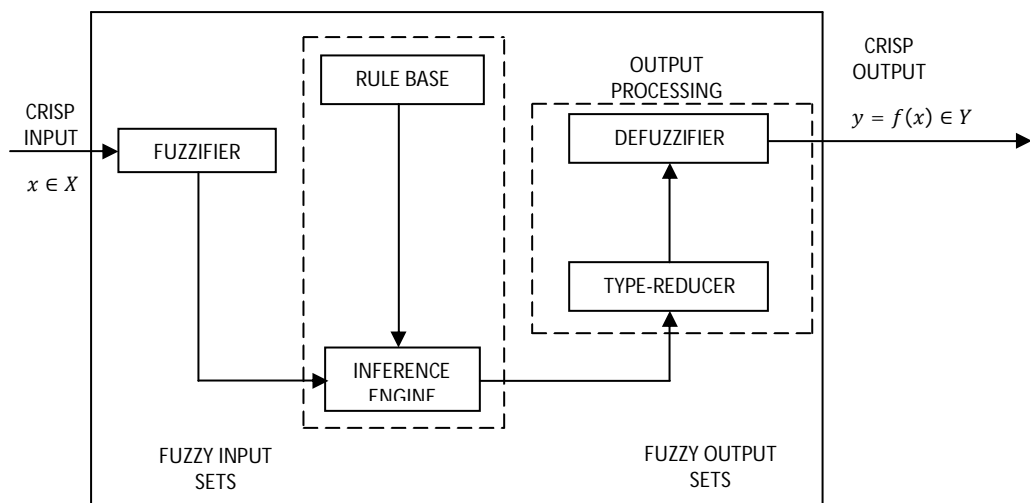 CRISP
INPUT
x ∈ X
FUZZIFIER
RULE BASE
INFERENCE
ENGINE
OUTPUT
PROCESSING
DEFUZZIFIER
TYPE-REDUCER
CRISP
OUTPUT
y = f(x) ∈ Y
FUZZY INPUT
SETS
FUZZY OUTPUT
SETS